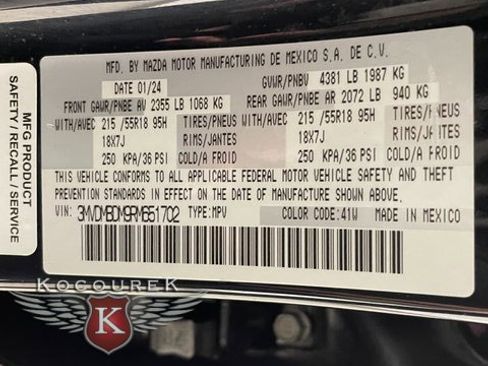 MFG. BY MAZDA MOTOR MANUFACTURING DE MEXICO S.A. DE C.V.
DATE 01/24
GVWR/PNBV 4381 LB 1987 KG
FRONT GAWR/PNBE AV 2355 LB 1068 KG
REAR GAWR/PNBE AR 2072 LB 940 KG
WITH/AVEC 215 /55R18 95H TIRES/PNEUS
WITH/AVEC 215 /55R18 95H TIRES/PNEUS
18X7J RIMS/JANTES
18X7J RIMS/JANTES
250 KPA/36 PSI COLD/A FROID
250 KPA/36 PSI COLD/A FROID
THIS VEHICLE CONFORMS TO ALL APPLICABLE FEDERAL MOTOR VEHICLE SAFETY AND THEFT
PREVENTION STANDARDS IN EFFECT ON THE DATE OF MANUFACTURE SHOWN ABOVE.
VIN: 3MVDMBDM9RM651702 TYPE:MPV COLOR CODE:41W MADE IN MEXICO
MFG PRODUCT
SAFETY / RECALL / SERVICE
KOCOUREK
K